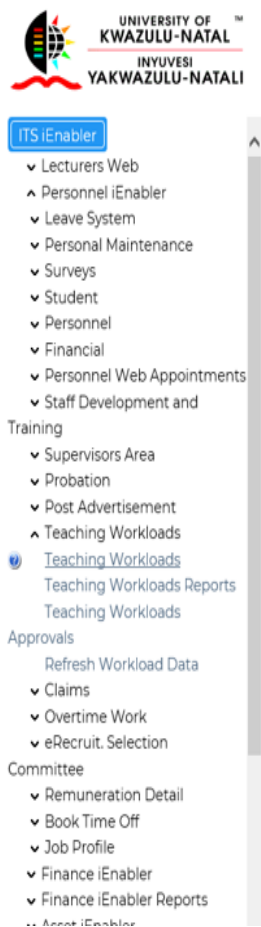 UNIVERSITY OF ™
KWAZULU-NATAL
INYUVESI
YAKWAZULU-NATALI
ITS iEnabler
Lecturers Web
Personnel iEnabler
Leave System
Personal Maintenance
Surveys
Student
Personnel
Financial
Personnel Web Appointments
Staff Development and
Training
Supervisors Area
Probation
Post Advertisement
Teaching Workloads
Teaching Workloads
Teaching Workloads Reports
Teaching Workloads
Approvals
Refresh Workload Data
Claims
Overtime Work
eRecruit. Selection
Committee
Remuneration Detail
Book Time Off
Job Profile
Finance iEnabler
Finance iEnabler Reports
Asset iEnabler